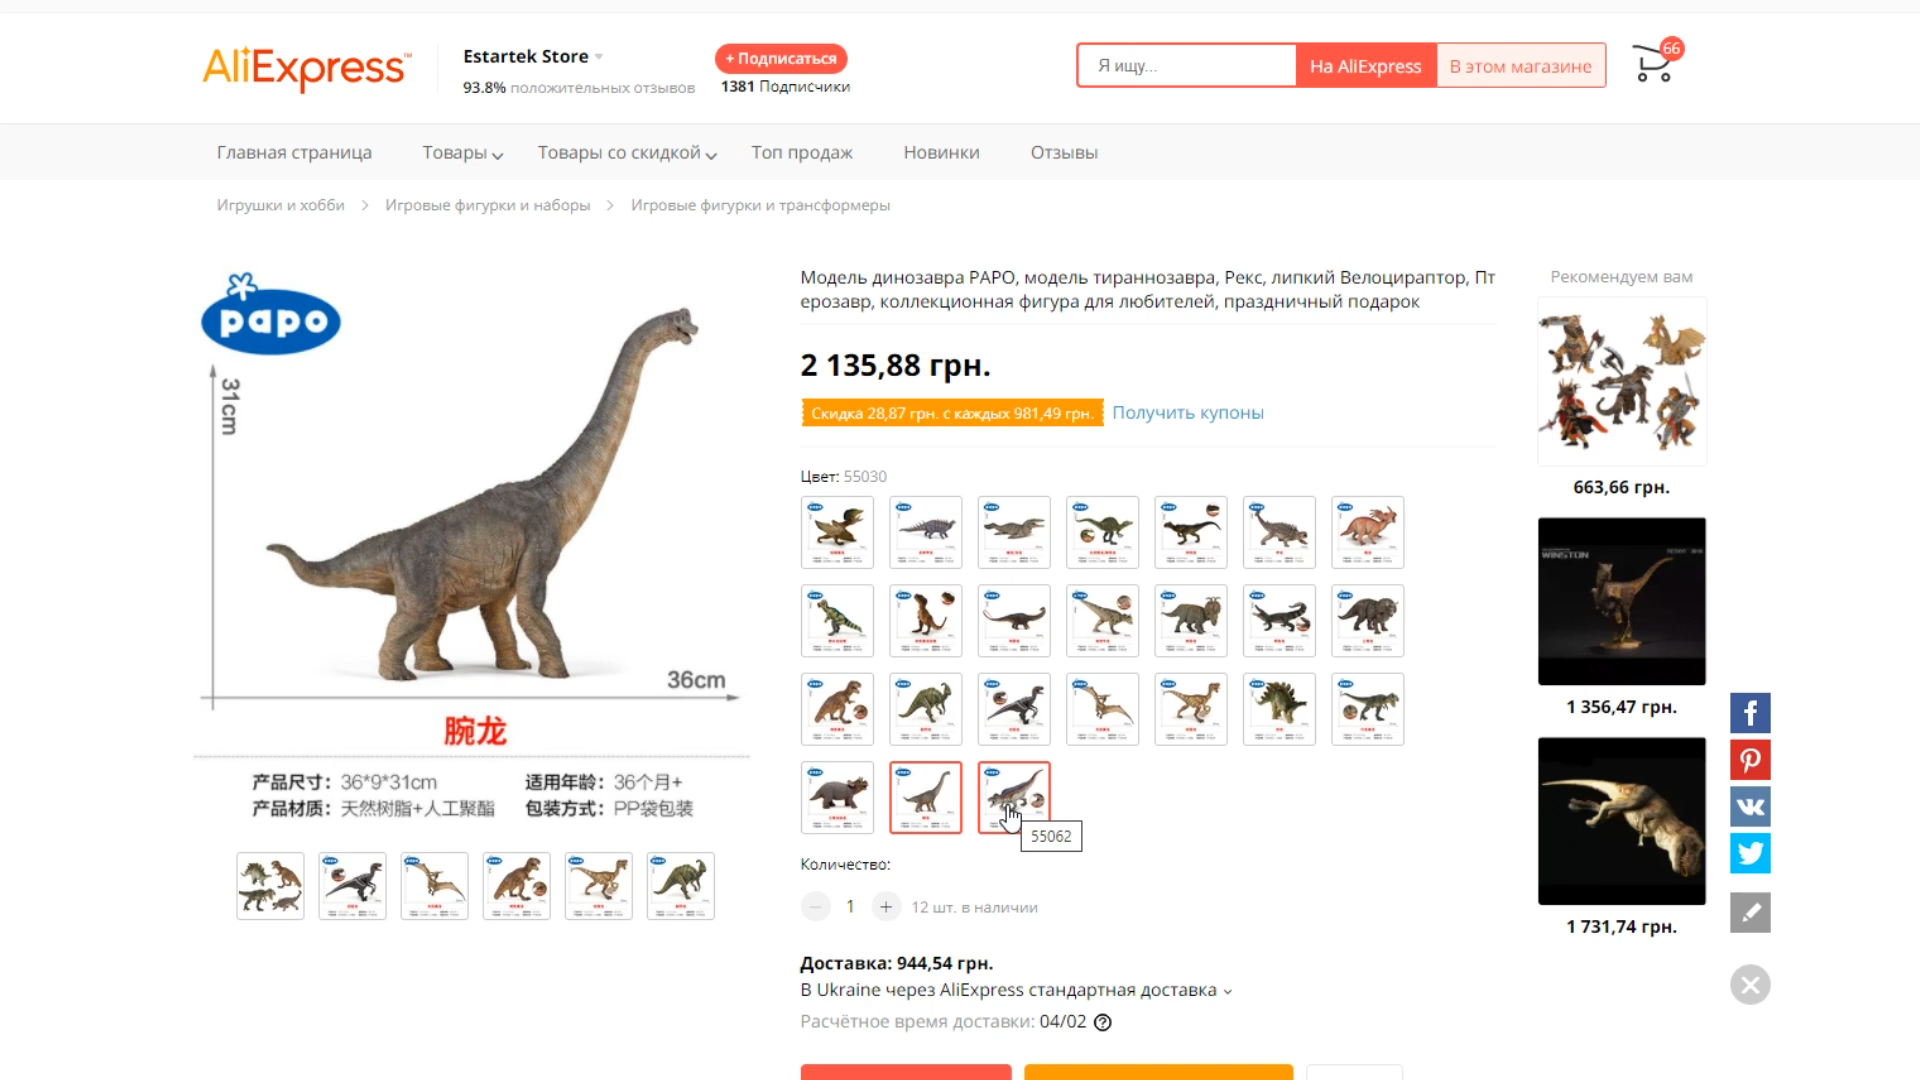 AliExpress™
Estartek Store
93.8% положительных отзывов
+ Подписаться
1381 Подписчики
Я ищу...
На AliExpress
В этом магазине
66
Главная страница
Товары
Товары со скидкой
Топ продаж
Новинки
Отзывы
Игрушки и хобби > Игровые фигурки и наборы > Игровые фигурки и трансформеры
papo
31cm
36cm
腕龙
产品尺寸：36*9*31cm
适用年龄：36个月+
产品材质：天然树脂+人工聚酯
包装方式：PP袋包装
Модель динозавра PAPO, модель тираннозавра, Рекс, липкий Велоцираптор, Пт
ерозавр, коллекционная фигура для любителей, праздничный подарок
2 135,88 грн.
Скидка 28,87 грн. с каждых 981,49 грн.
Получить купоны
Цвет: 55030
55062
Количество:
1
12 шт. в наличии
Доставка: 944,54 грн.
В Ukraine через AliExpress стандартная доставка
Расчётное время доставки: 04/02
Рекомендуем вам
663,66 грн.
WINSTON
1 356,47 грн.
1 731,74 грн.